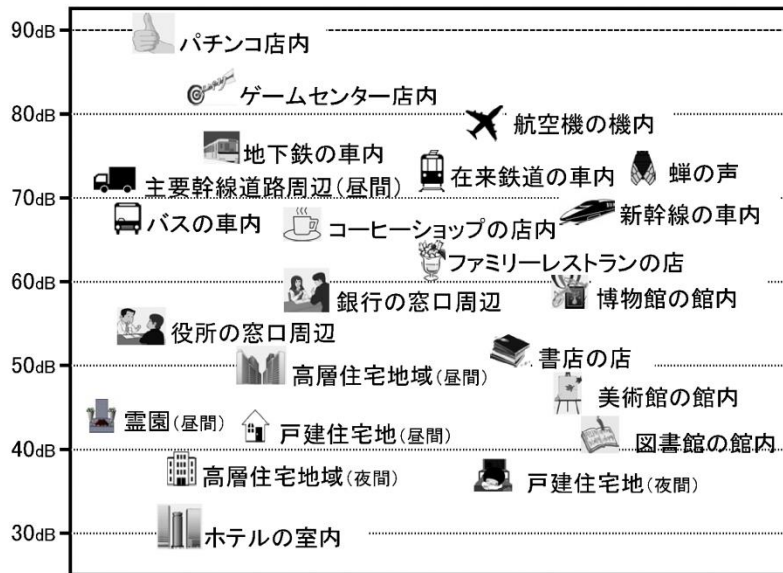 90dB
パチンコ店内
ゲームセンター店内
80dB
航空機の機内
地下鉄の車内
在来鉄道の車内
蝉の声
主要幹線道路周辺(昼間)
70dB
バスの車内
コーヒーショップの店内
新幹線の車内
ファミリーレストランの店
60dB
銀行の窓口周辺
博物館の館内
役所の窓口周辺
50dB
書店の店
高層住宅地域(昼間)
美術館の館内
霊園(昼間)
戸建住宅地(昼間)
図書館の館内
40dB
高層住宅地域(夜間)
戸建住宅地(夜間)
30dB
ホテルの室内